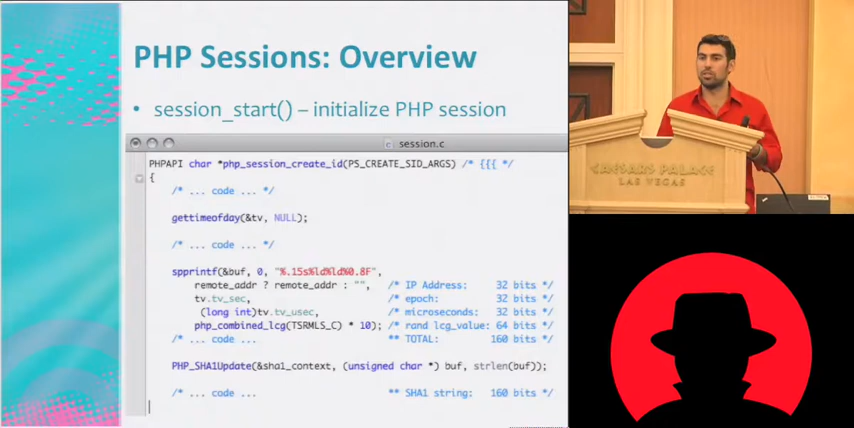 PHP Sessions: Overview
• session_start() – initialize PHP session
session.c
PHPAPI char *php_session_create_id(PS_CREATE_SID_ARGS) /* {{{ */
{
/* ... code ... */
gettimeofday(&tv, NULL);
/* ... code ... */
spprintf(&buf, 0, "%.15s%ld%ld%0.8F",
remote_addr ? remote_addr : "", /* IP Address: 32 bits */
tv.tv_sec, /* epoch: 32 bits */
(long int)tv.tv_usec, /* microseconds: 32 bits */
php_combined_lcg(TSRMLS_C) * 10); /* rand lcg_value: 64 bits */
/* ... code ... ** TOTAL: 160 bits */
PHP_SHA1Update(&sha1_context, (unsigned char *) buf, strlen(buf));
/* ... code ... ** SHA1 string: 160 bits */
CAESARS PALACE
LAS VEGAS